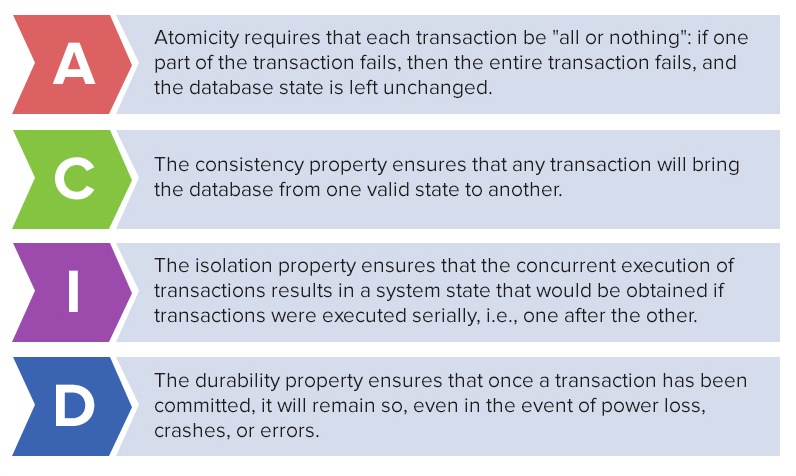 A
Atomicity requires that each transaction be "all or nothing": if one
part of the transaction fails, then the entire transaction fails, and
the database state is left unchanged.
C
The consistency property ensures that any transaction will bring
the database from one valid state to another.
I
The isolation property ensures that the concurrent execution of
transactions results in a system state that would be obtained if
transactions were executed serially, i.e., one after the other.
D
The durability property ensures that once a transaction has been
committed, it will remain so, even in the event of power loss,
crashes, or errors.